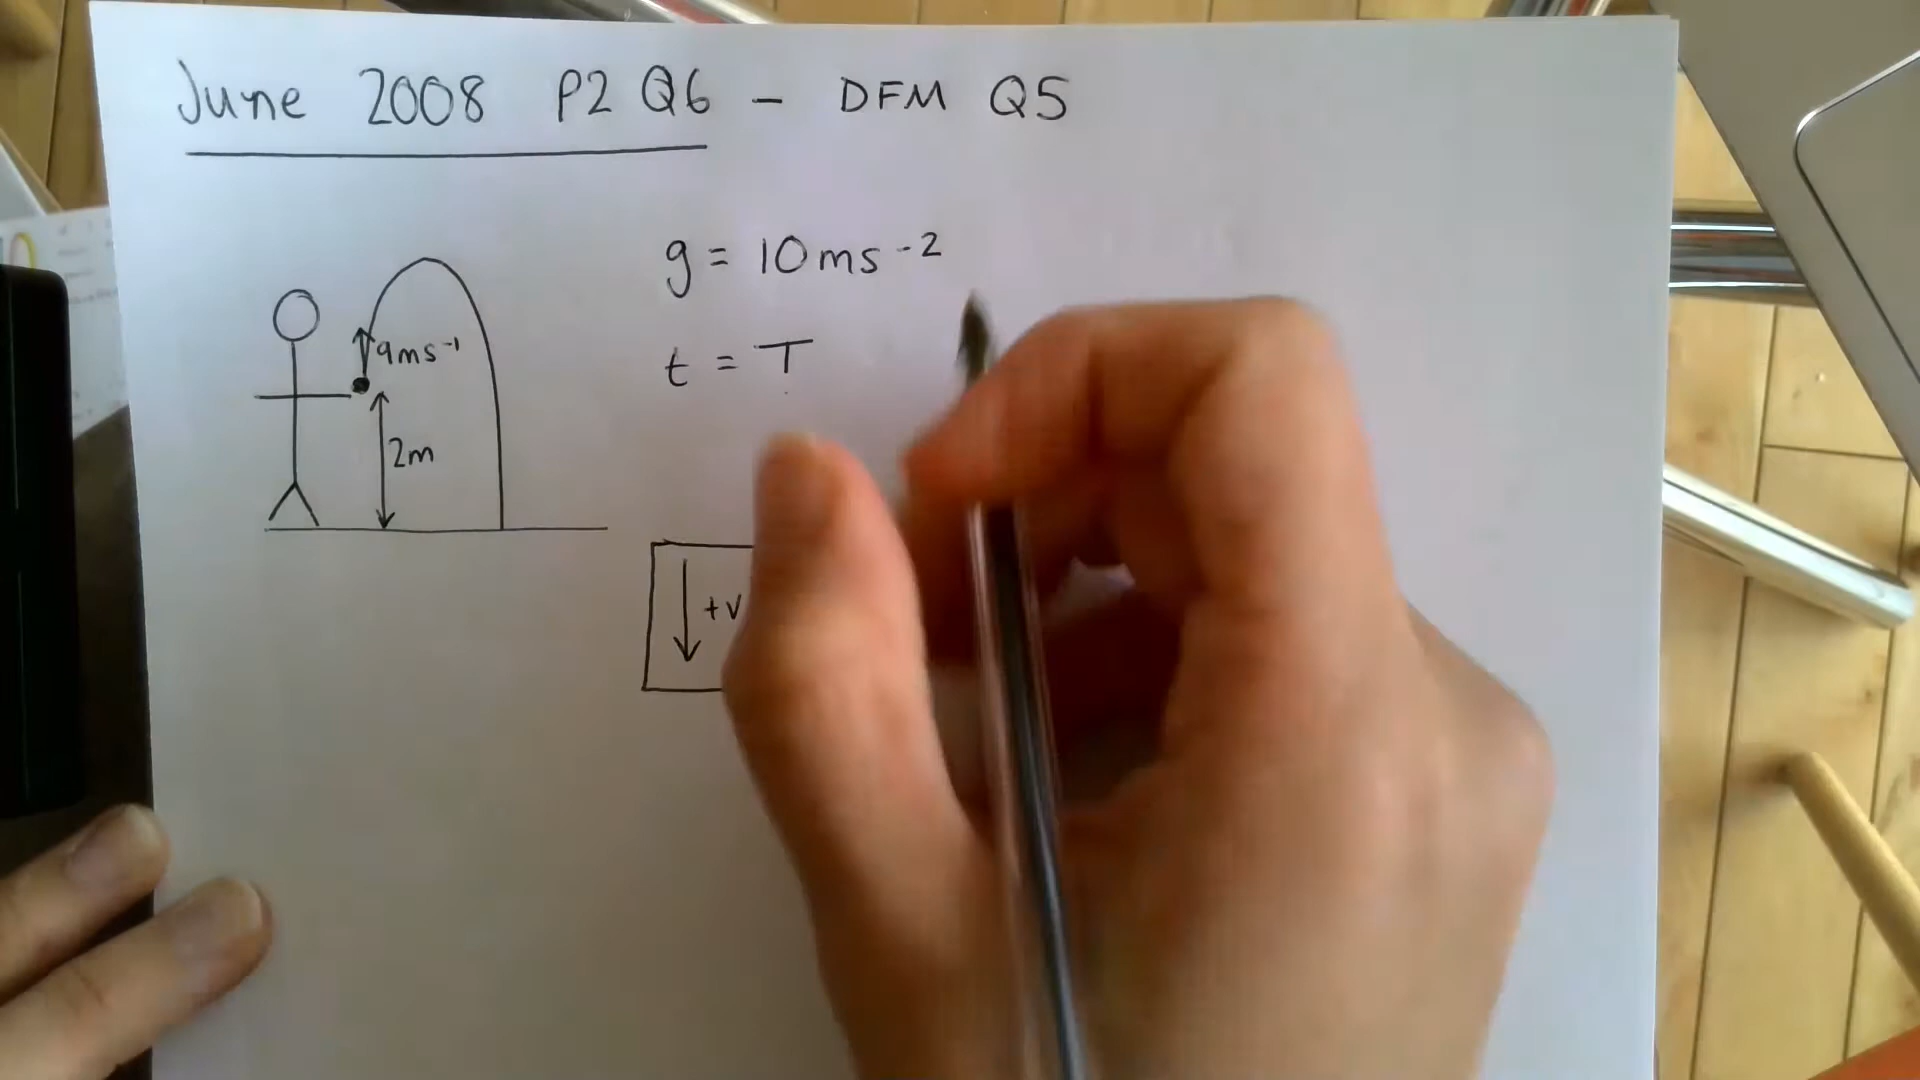 June 2008 P2 Q6 - DFM Q5
g = 10ms⁻²
9ms⁻¹
t = T
2m